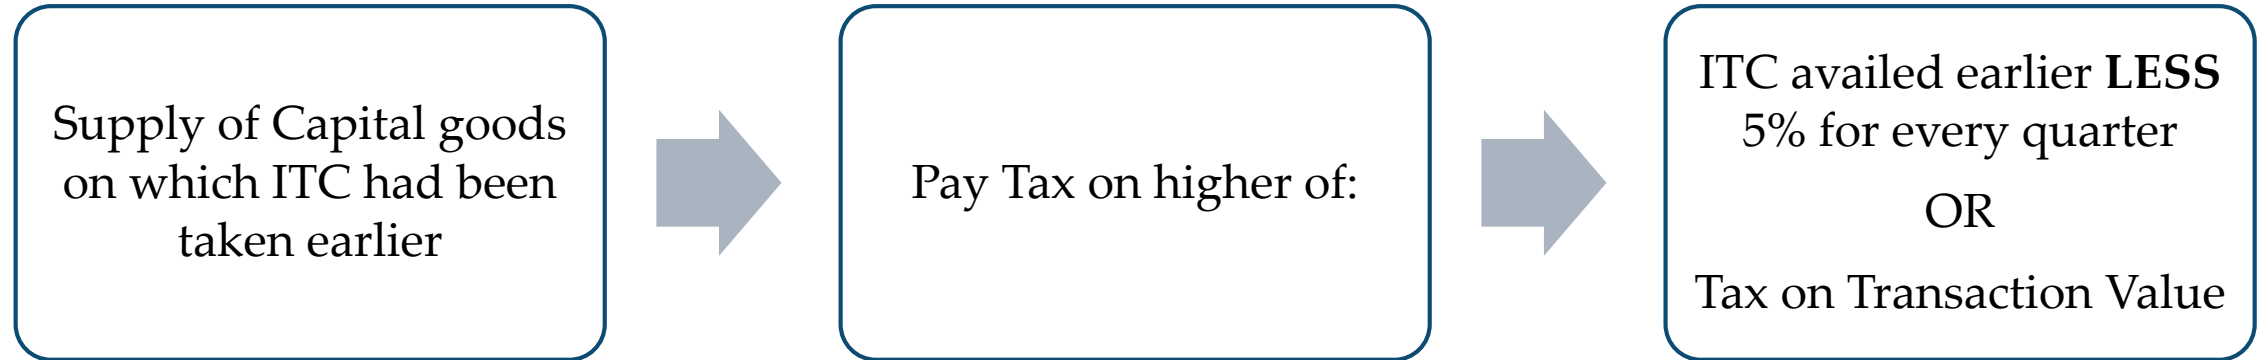 Supply of Capital goods
on which ITC had been
taken earlier
Pay Tax on higher of:
ITC availed earlier LESS
5% for every quarter
OR
Tax on Transaction Value